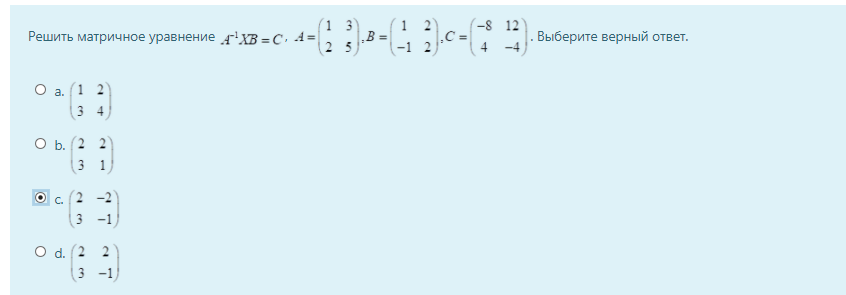 Решить матричное уравнение A⁻¹XB = C, A = (1 3; 2 5), B = (1 2; −1 2), C = (−8 12; 4 −4). Выберите верный ответ.
a. (1 2; 3 4)
b. (2 2; 3 1)
c. (2 −2; 3 −1)
d. (2 2; 3 −1)